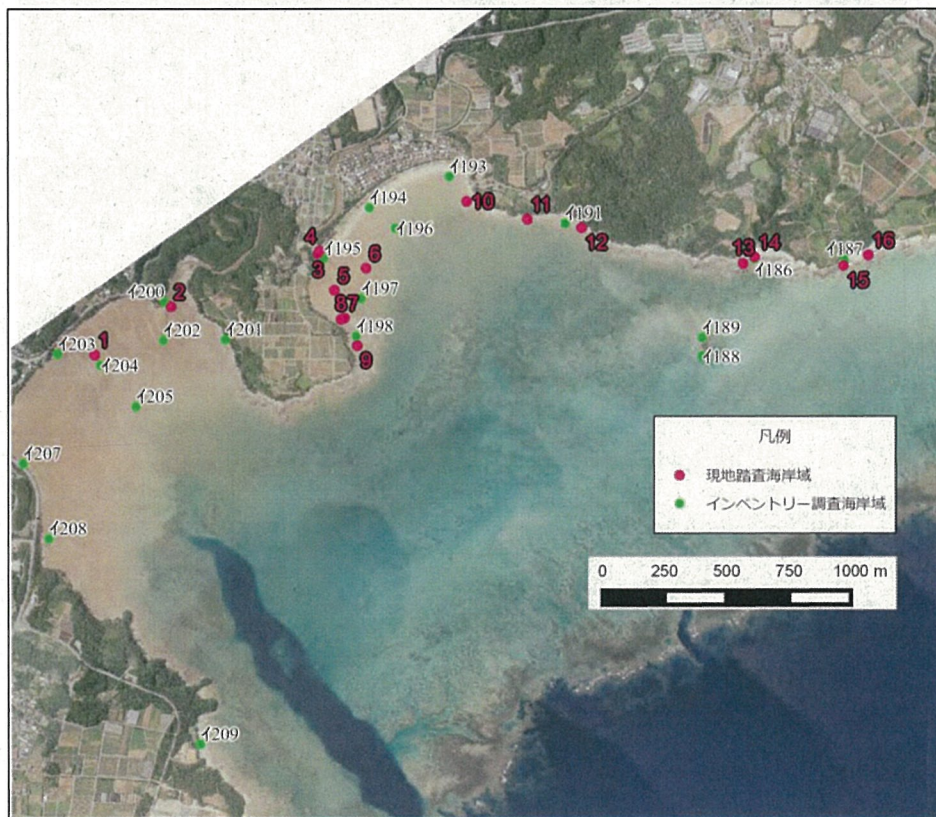 イ193
イ194
10
11
イ191
イ196
12
4
イ195
3
6
5
イ197
87
イ198
9
13
14
イ186
イ187
16
15
イ189
イ188
イ200
2
イ202
イ201
イ203
1
イ204
イ205
イ207
イ208
イ209
凡例
現地踏査海岸域
インベントリー調査海岸域
0 250 500 750 1000 m